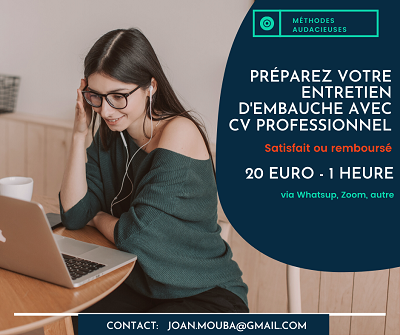 MÉTHODES
AUDACIEUSES
PRÉPAREZ VOTRE
ENTRETIEN
D'EMBAUCHE AVEC
CV PROFESSIONNEL
Satisfait ou remboursé
20 EURO - 1 HEURE
via Whatsup, Zoom, autre
CONTACT: JOAN.MOUBA@GMAIL.COM